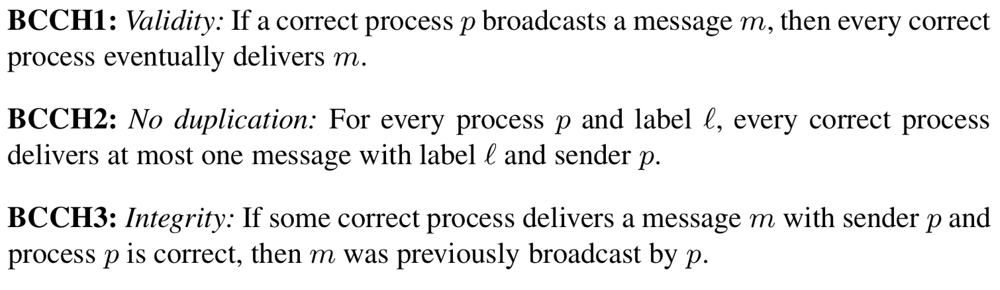 BCCH1: Validity: If a correct process p broadcasts a message m, then every correct
process eventually delivers m.
BCCH2: No duplication: For every process p and label ℓ, every correct process
delivers at most one message with label ℓ and sender p.
BCCH3: Integrity: If some correct process delivers a message m with sender p and
process p is correct, then m was previously broadcast by p.